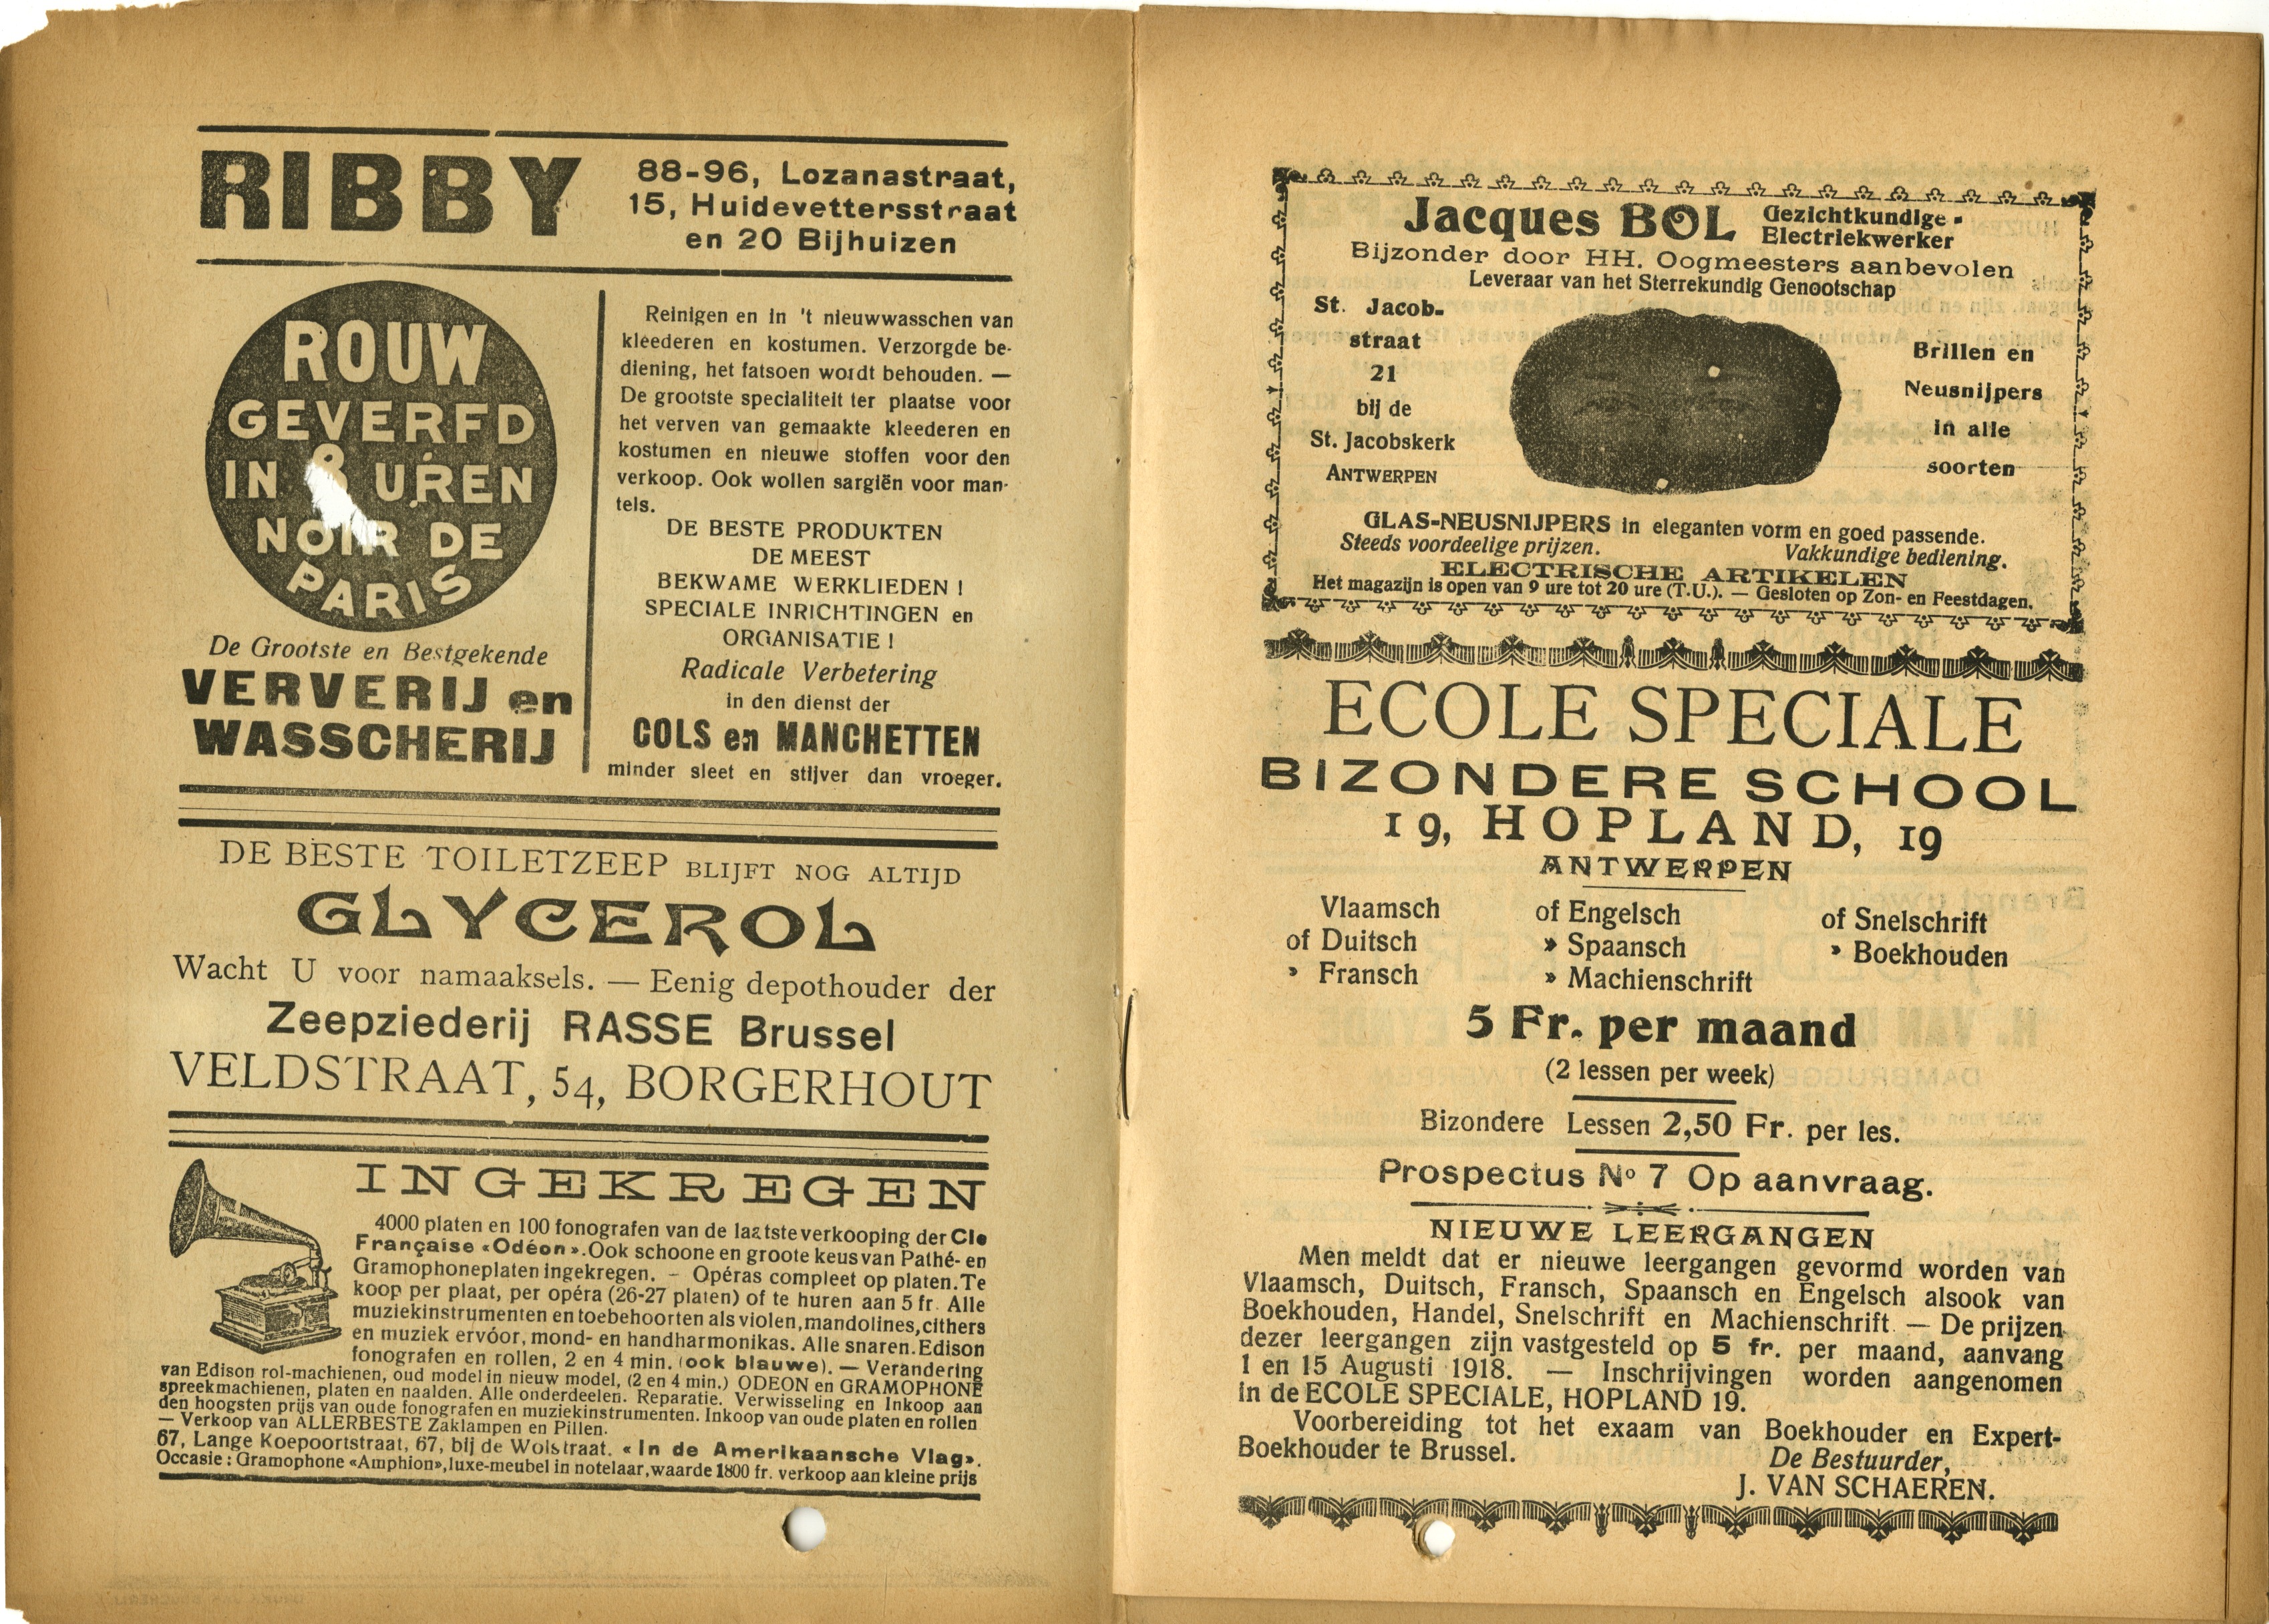 RIBBY
88-96, Lozanastraat,
15, Huidevettersstraat
en 20 Bijhuizen
ROUW
GEVERFD
IN 8 UREN
NOIR DE
PARIS
De Grootste en Bestgekende
VERVERIJ en
WASSCHERIJ
Reinigen en in 't nieuwwasschen van
kleederen en kostumen. Verzorgde be-
diening, het fatsoen wordt behouden. —
De grootste specialiteit ter plaatse voor
het verven van gemaakte kleederen en
kostumen en nieuwe stoffen voor den
verkoop. Ook wollen sargiën voor man-
tels.
DE BESTE PRODUKTEN
DE MEEST
BEKWAME WERKLIEDEN !
SPECIALE INRICHTINGEN en
ORGANISATIE !
Radicale Verbetering
in den dienst der
COLS en MANCHETTEN
minder sleet en stijver dan vroeger.
DE BESTE TOILETZEEP BLIJFT NOG ALTIJD
GLYCEROL
Wacht U voor namaaksels. — Eenig depothouder der
Zeepziederij RASSE Brussel
VELDSTRAAT, 54, BORGERHOUT
INGEKREGEN
4000 platen en 100 fonografen van de laatste verkooping der Cie
Française «Odéon». Ook schoone en groote keus van Pathé- en
Gramophoneplaten ingekregen. — Opéras compleet op platen. Te
koop per plaat, per opéra (26-27 platen) of te huren aan 5 fr. Alle
muziekinstrumenten en toebehoorten als violen, mandolines, cithers
en muziek ervóor, mond- en handharmonikas. Alle snaren. Edison
fonografen en rollen, 2 en 4 min. (ook blauwe). — Verandering
van Edison rol-machienen, oud model in nieuw model, (2 en 4 min.) ODEON en GRAMOPHONE
spreekmachienen, platen en naalden. Alle onderdeelen. Reparatie. Verwisseling en Inkoop aan
den hoogsten prijs van oude fonografen en muziekinstrumenten. Inkoop van oude platen en rollen
— Verkoop van ALLERBESTE Zaklampen en Pillen.
67, Lange Koepoortstraat, 67, bij de Wolstraat. «In de Amerikaansche Vlag».
Occasie : Gramophone «Amphion», luxe-meubel in notelaar, waarde 1800 fr. verkoop aan kleine prijs
Jacques BOL Gezichtkundige -
Electriekwerker
Bijzonder door HH. Oogmeesters aanbevolen
Leveraar van het Sterrekundig Genootschap
St. Jacob-
straat
21
bij de
St. Jacobskerk
ANTWERPEN
Brillen en
Neusnijpers
in alle
soorten
GLAS-NEUSNIJPERS in eleganten vorm en goed passende.
Steeds voordeelige prijzen. Vakkundige bediening.
ELECTRISCHE ARTIKELEN
Het magazijn is open van 9 ure tot 20 ure (T.U.). — Gesloten op Zon- en Feestdagen.
ECOLE SPECIALE
BIZONDERE SCHOOL
19, HOPLAND, 19
ANTWERPEN
Vlaamsch of Engelsch of Snelschrift
of Duitsch » Spaansch » Boekhouden
» Fransch » Machienschrift
5 Fr. per maand
(2 lessen per week)
Bizondere Lessen 2,50 Fr. per les.
Prospectus No 7 Op aanvraag.
NIEUWE LEERGANGEN
Men meldt dat er nieuwe leergangen gevormd worden van
Vlaamsch, Duitsch, Fransch, Spaansch en Engelsch alsook van
Boekhouden, Handel, Snelschrift en Machienschrift — De prijzen
dezer leergangen zijn vastgesteld op 5 fr. per maand, aanvang
1 en 15 Augusti 1918. — Inschrijvingen worden aangenomen
in de ECOLE SPECIALE, HOPLAND 19.
Voorbereiding tot het exaam van Boekhouder en Expert-
Boekhouder te Brussel.
De Bestuurder,
J. VAN SCHAEREN.